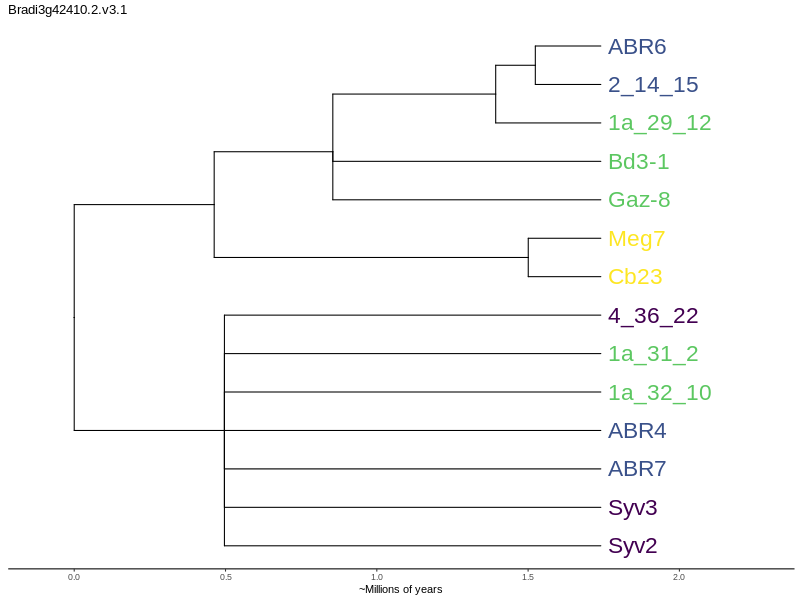 Bradi3g42410.2.v3.1
ABR6
2_14_15
1a_29_12
Bd3-1
Gaz-8
Meg7
Cb23
4_36_22
1a_31_2
1a_32_10
ABR4
ABR7
Syv3
Syv2
0.0 0.5 1.0 1.5 2.0
~Millions of years